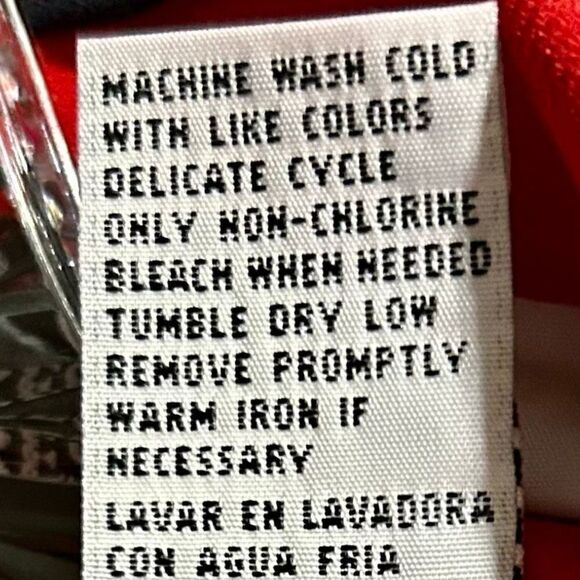 MACHINE WASH COLD
WITH LIKE COLORS
DELICATE CYCLE
ONLY NON-CHLORINE
BLEACH WHEN NEEDED
TUMBLE DRY LOW
REMOVE PROMPTLY
WARM IRON IF
NECESSARY
LAVAR EN LAVADORA
CON AGUA FRIA